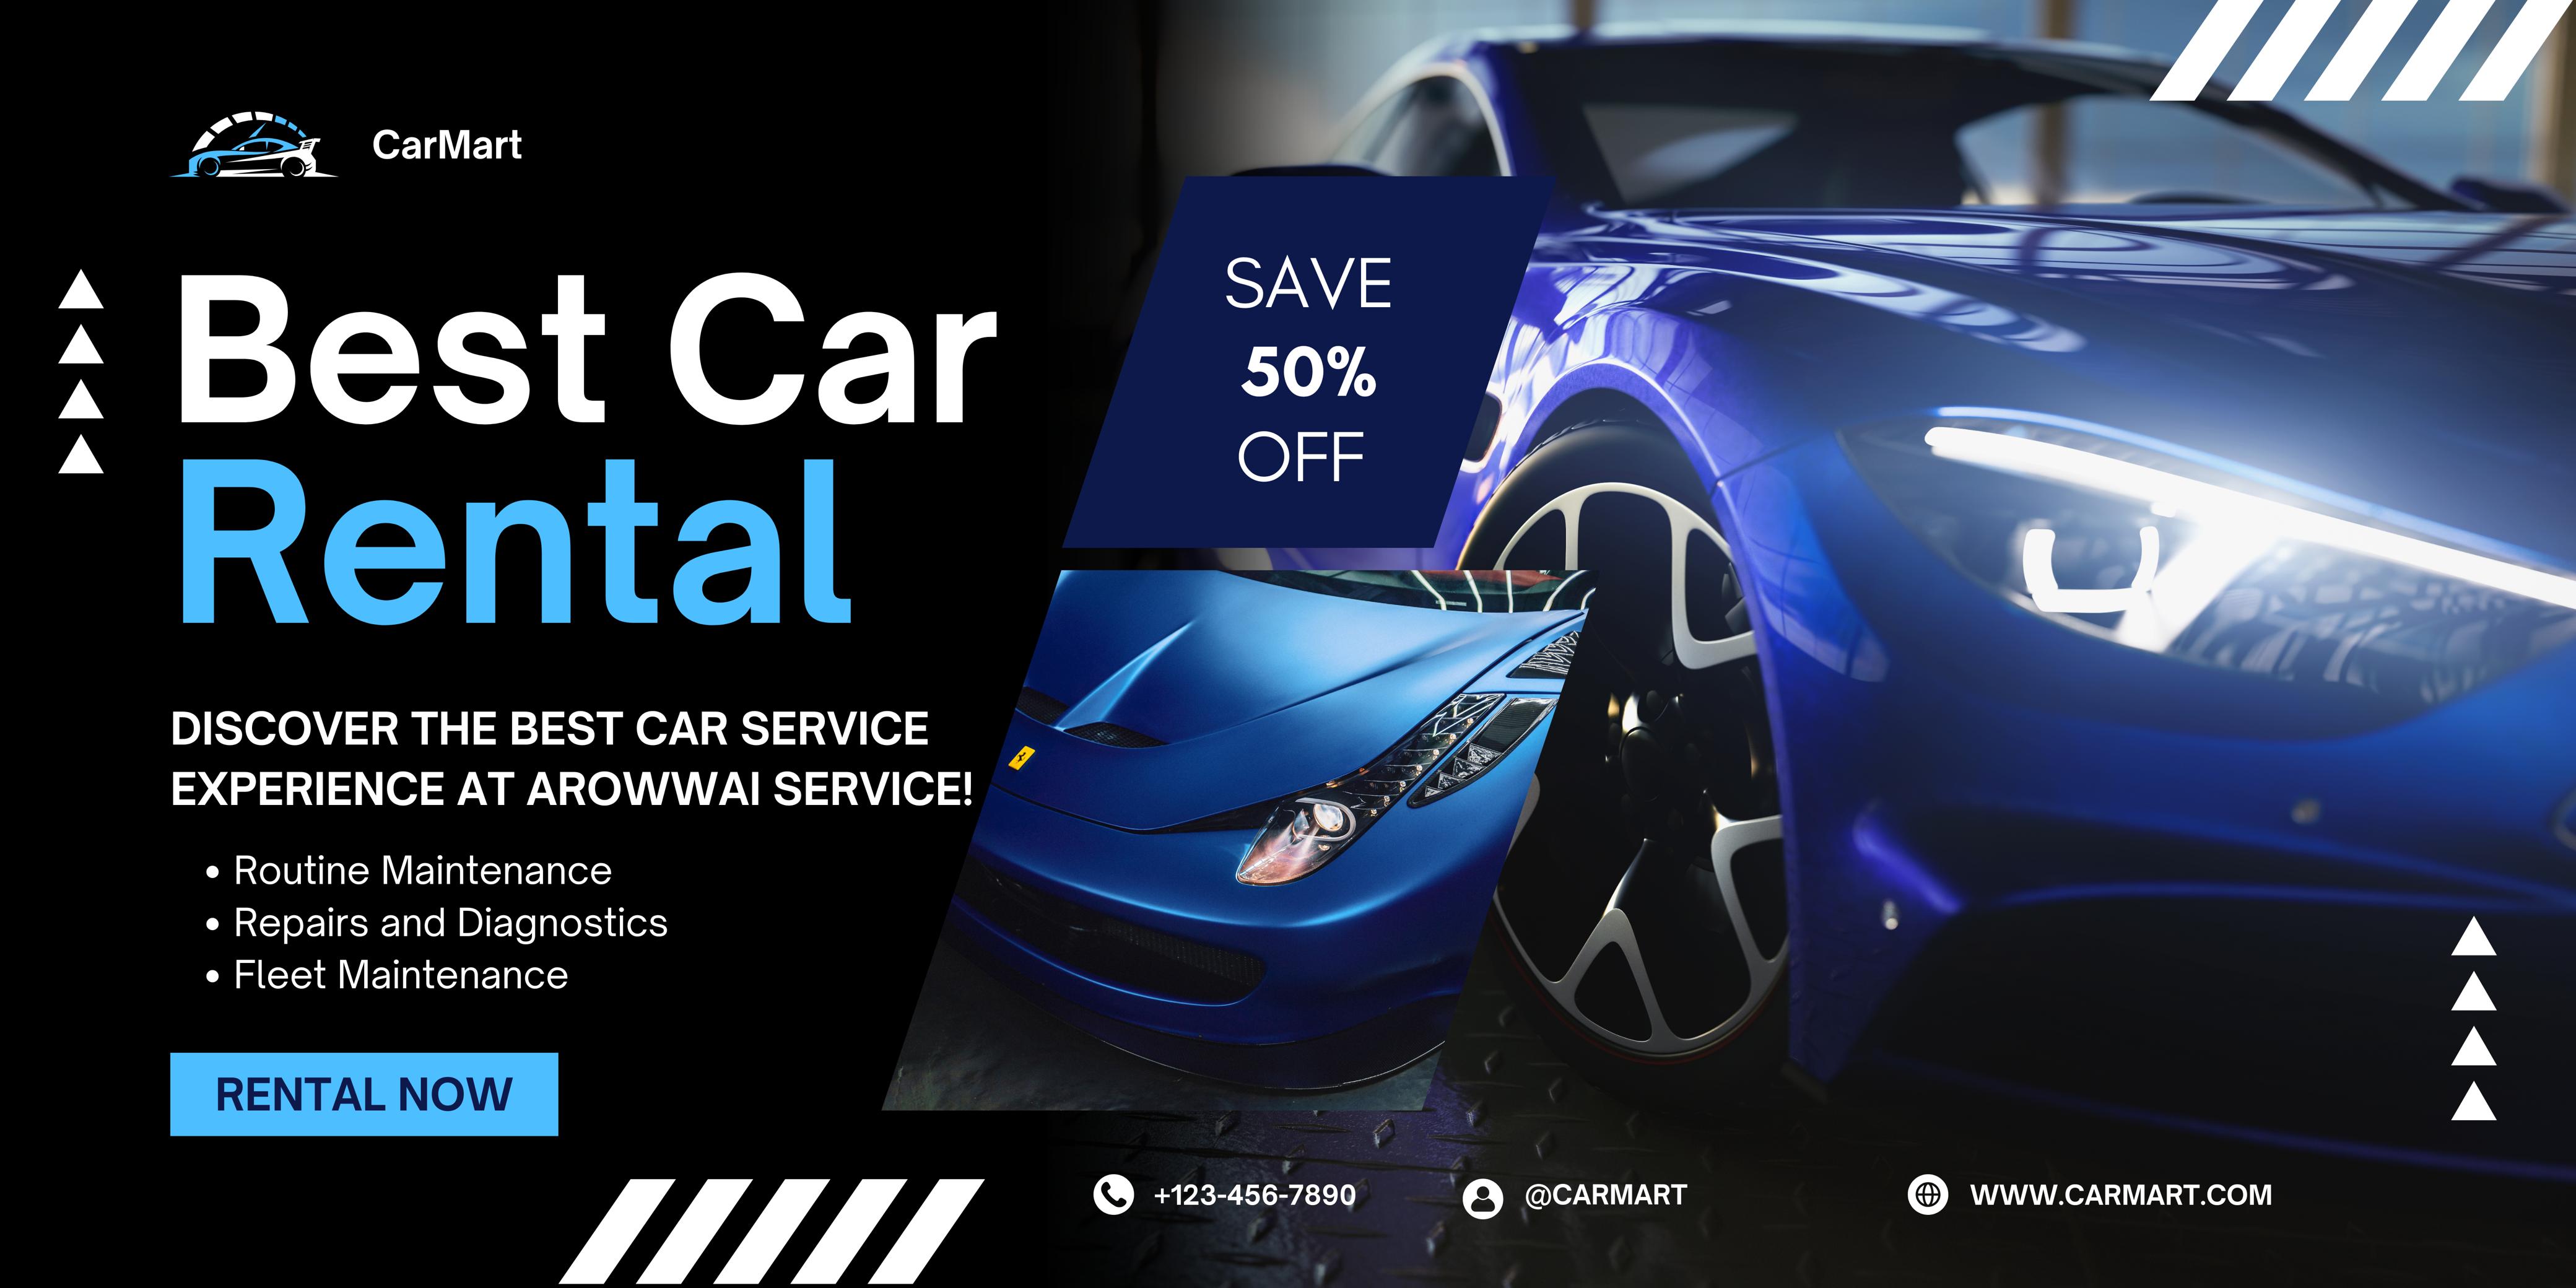 CarMart
Best Car
Rental
SAVE
50%
OFF
DISCOVER THE BEST CAR SERVICE
EXPERIENCE AT AROWWAI SERVICE!
• Routine Maintenance
• Repairs and Diagnostics
• Fleet Maintenance
RENTAL NOW
+123-456-7890
@CARMART
WWW.CARMART.COM